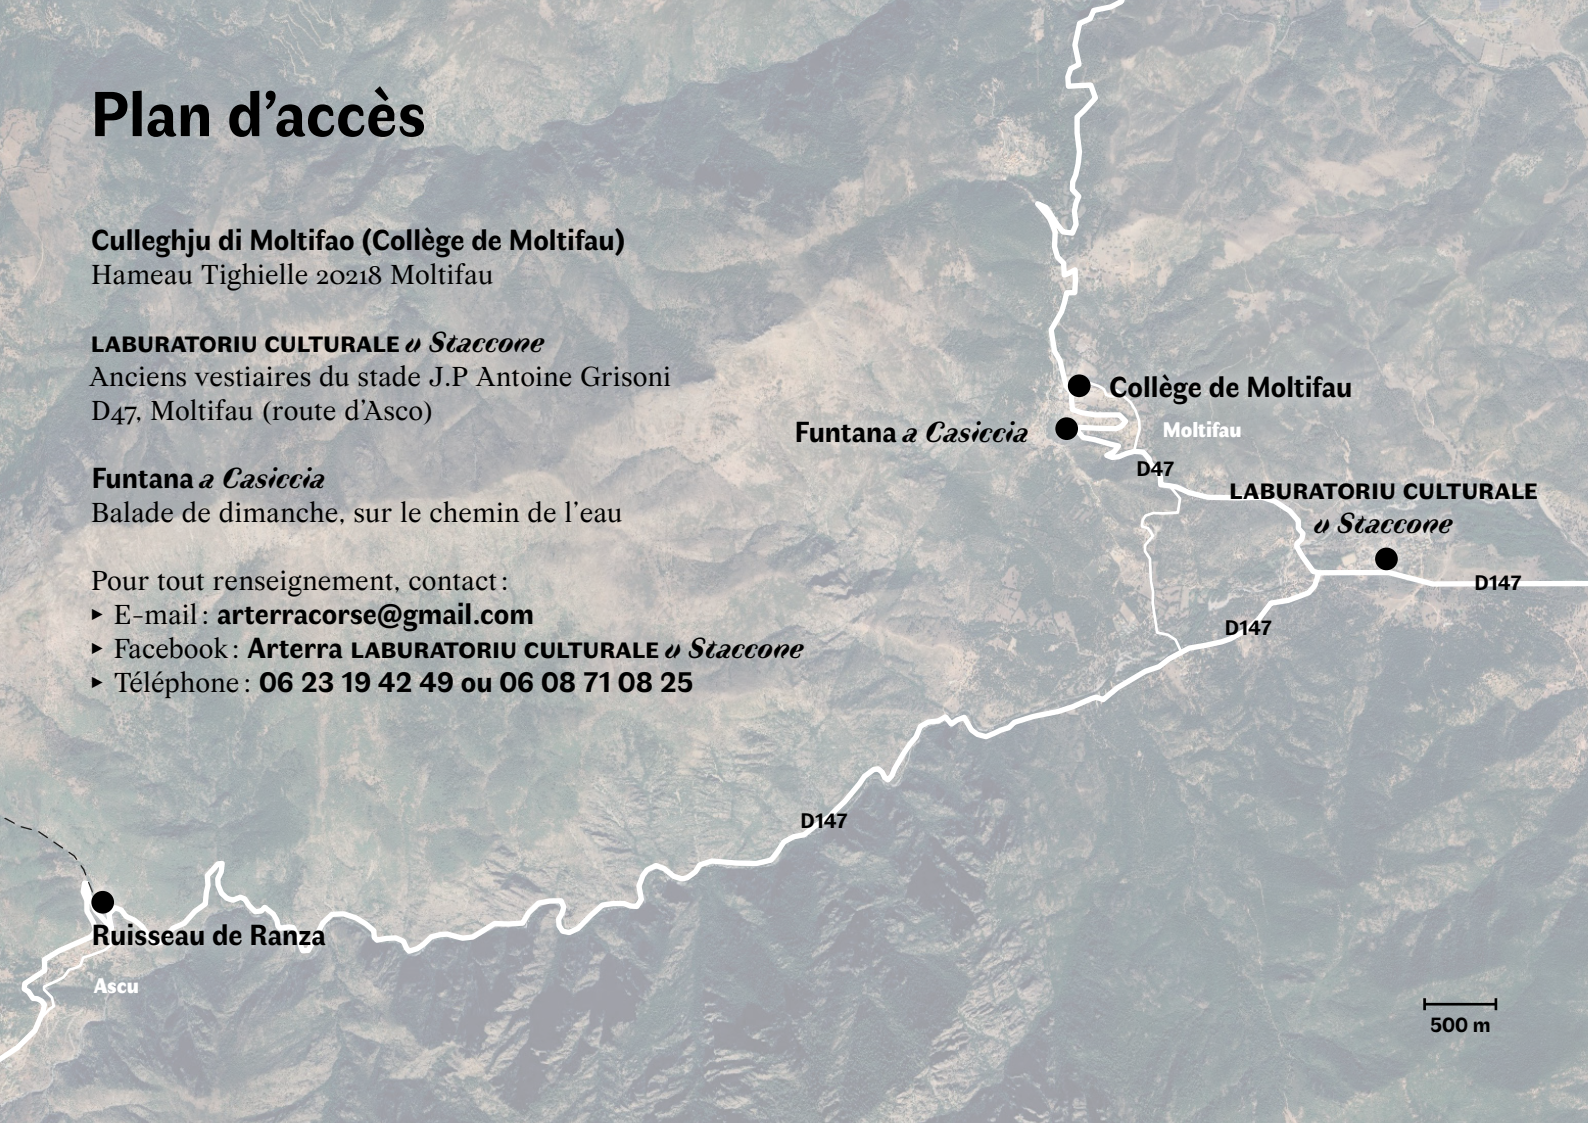 Plan d’accès
Culleghju di Moltifao (Collège de Moltifau)
Hameau Tighielle 20218 Moltifau
LABURATORIU CULTURALE u Staccone
Anciens vestiaires du stade J.P Antoine Grisoni
D47, Moltifau (route d’Asco)
Funtana a Casiccia
Balade de dimanche, sur le chemin de l’eau
Pour tout renseignement, contact :
▸ E-mail : arterracorse@gmail.com
▸ Facebook : Arterra LABURATORIU CULTURALE u Staccone
▸ Téléphone : 06 23 19 42 49 ou 06 08 71 08 25
Collège de Moltifau
Funtana a Casiccia
Moltifau
D47
LABURATORIU CULTURALE
u Staccone
D147
D147
D147
Ruisseau de Ranza
Ascu
500 m